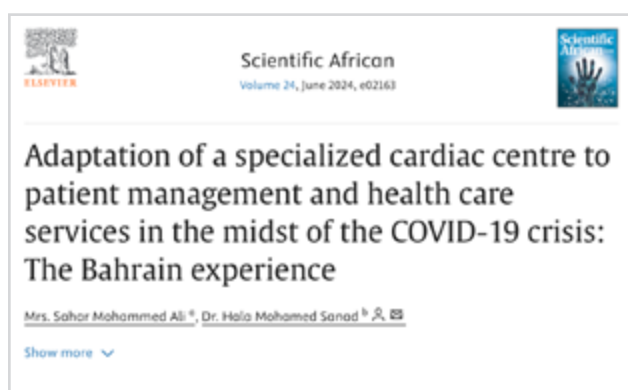 ELSEVIER
Scientific African
Volume 24, June 2024, e02163
Scientific
African
Adaptation of a specialized cardiac centre to
patient management and health care
services in the midst of the COVID-19 crisis:
The Bahrain experience
Mrs. Sahar Mohammed Ali a, Dr. Hala Mohamed Sanad b
Show more